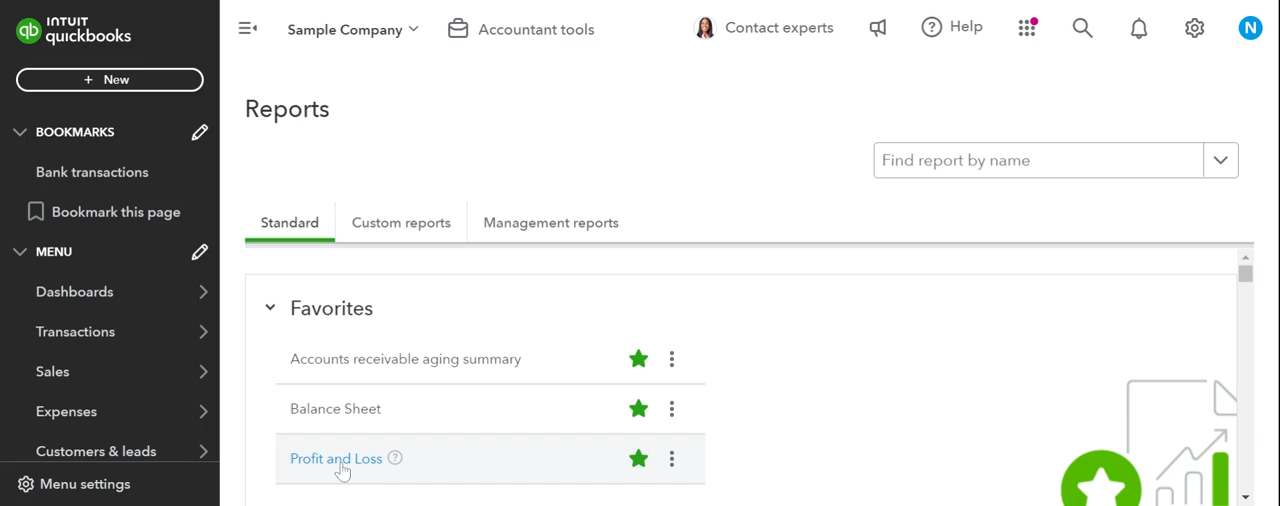 INTUIT
qb quickbooks
+ New
BOOKMARKS
Bank transactions
Bookmark this page
MENU
Dashboards
Transactions
Sales
Expenses
Customers & leads
Menu settings
Sample Company
Accountant tools
Contact experts
? Help
N
Reports
Find report by name
Standard
Custom reports
Management reports
Favorites
Accounts receivable aging summary
Balance Sheet
Profit and Loss ?